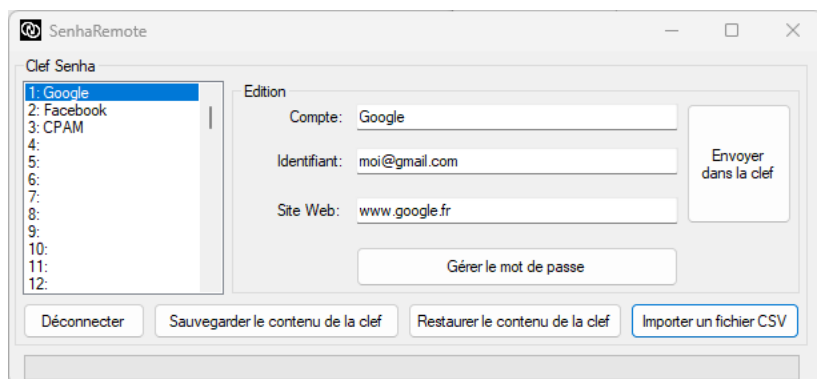 SenhaRemote
Clef Senha
1: Google
2: Facebook
3: CPAM
4:
5:
6:
7:
8:
9:
10:
11:
12:
Edition
Compte: Google
Identifiant: moi@gmail.com
Site Web: www.google.fr
Gérer le mot de passe
Envoyer
dans la clef
Déconnecter Sauvegarder le contenu de la clef Restaurer le contenu de la clef Importer un fichier CSV